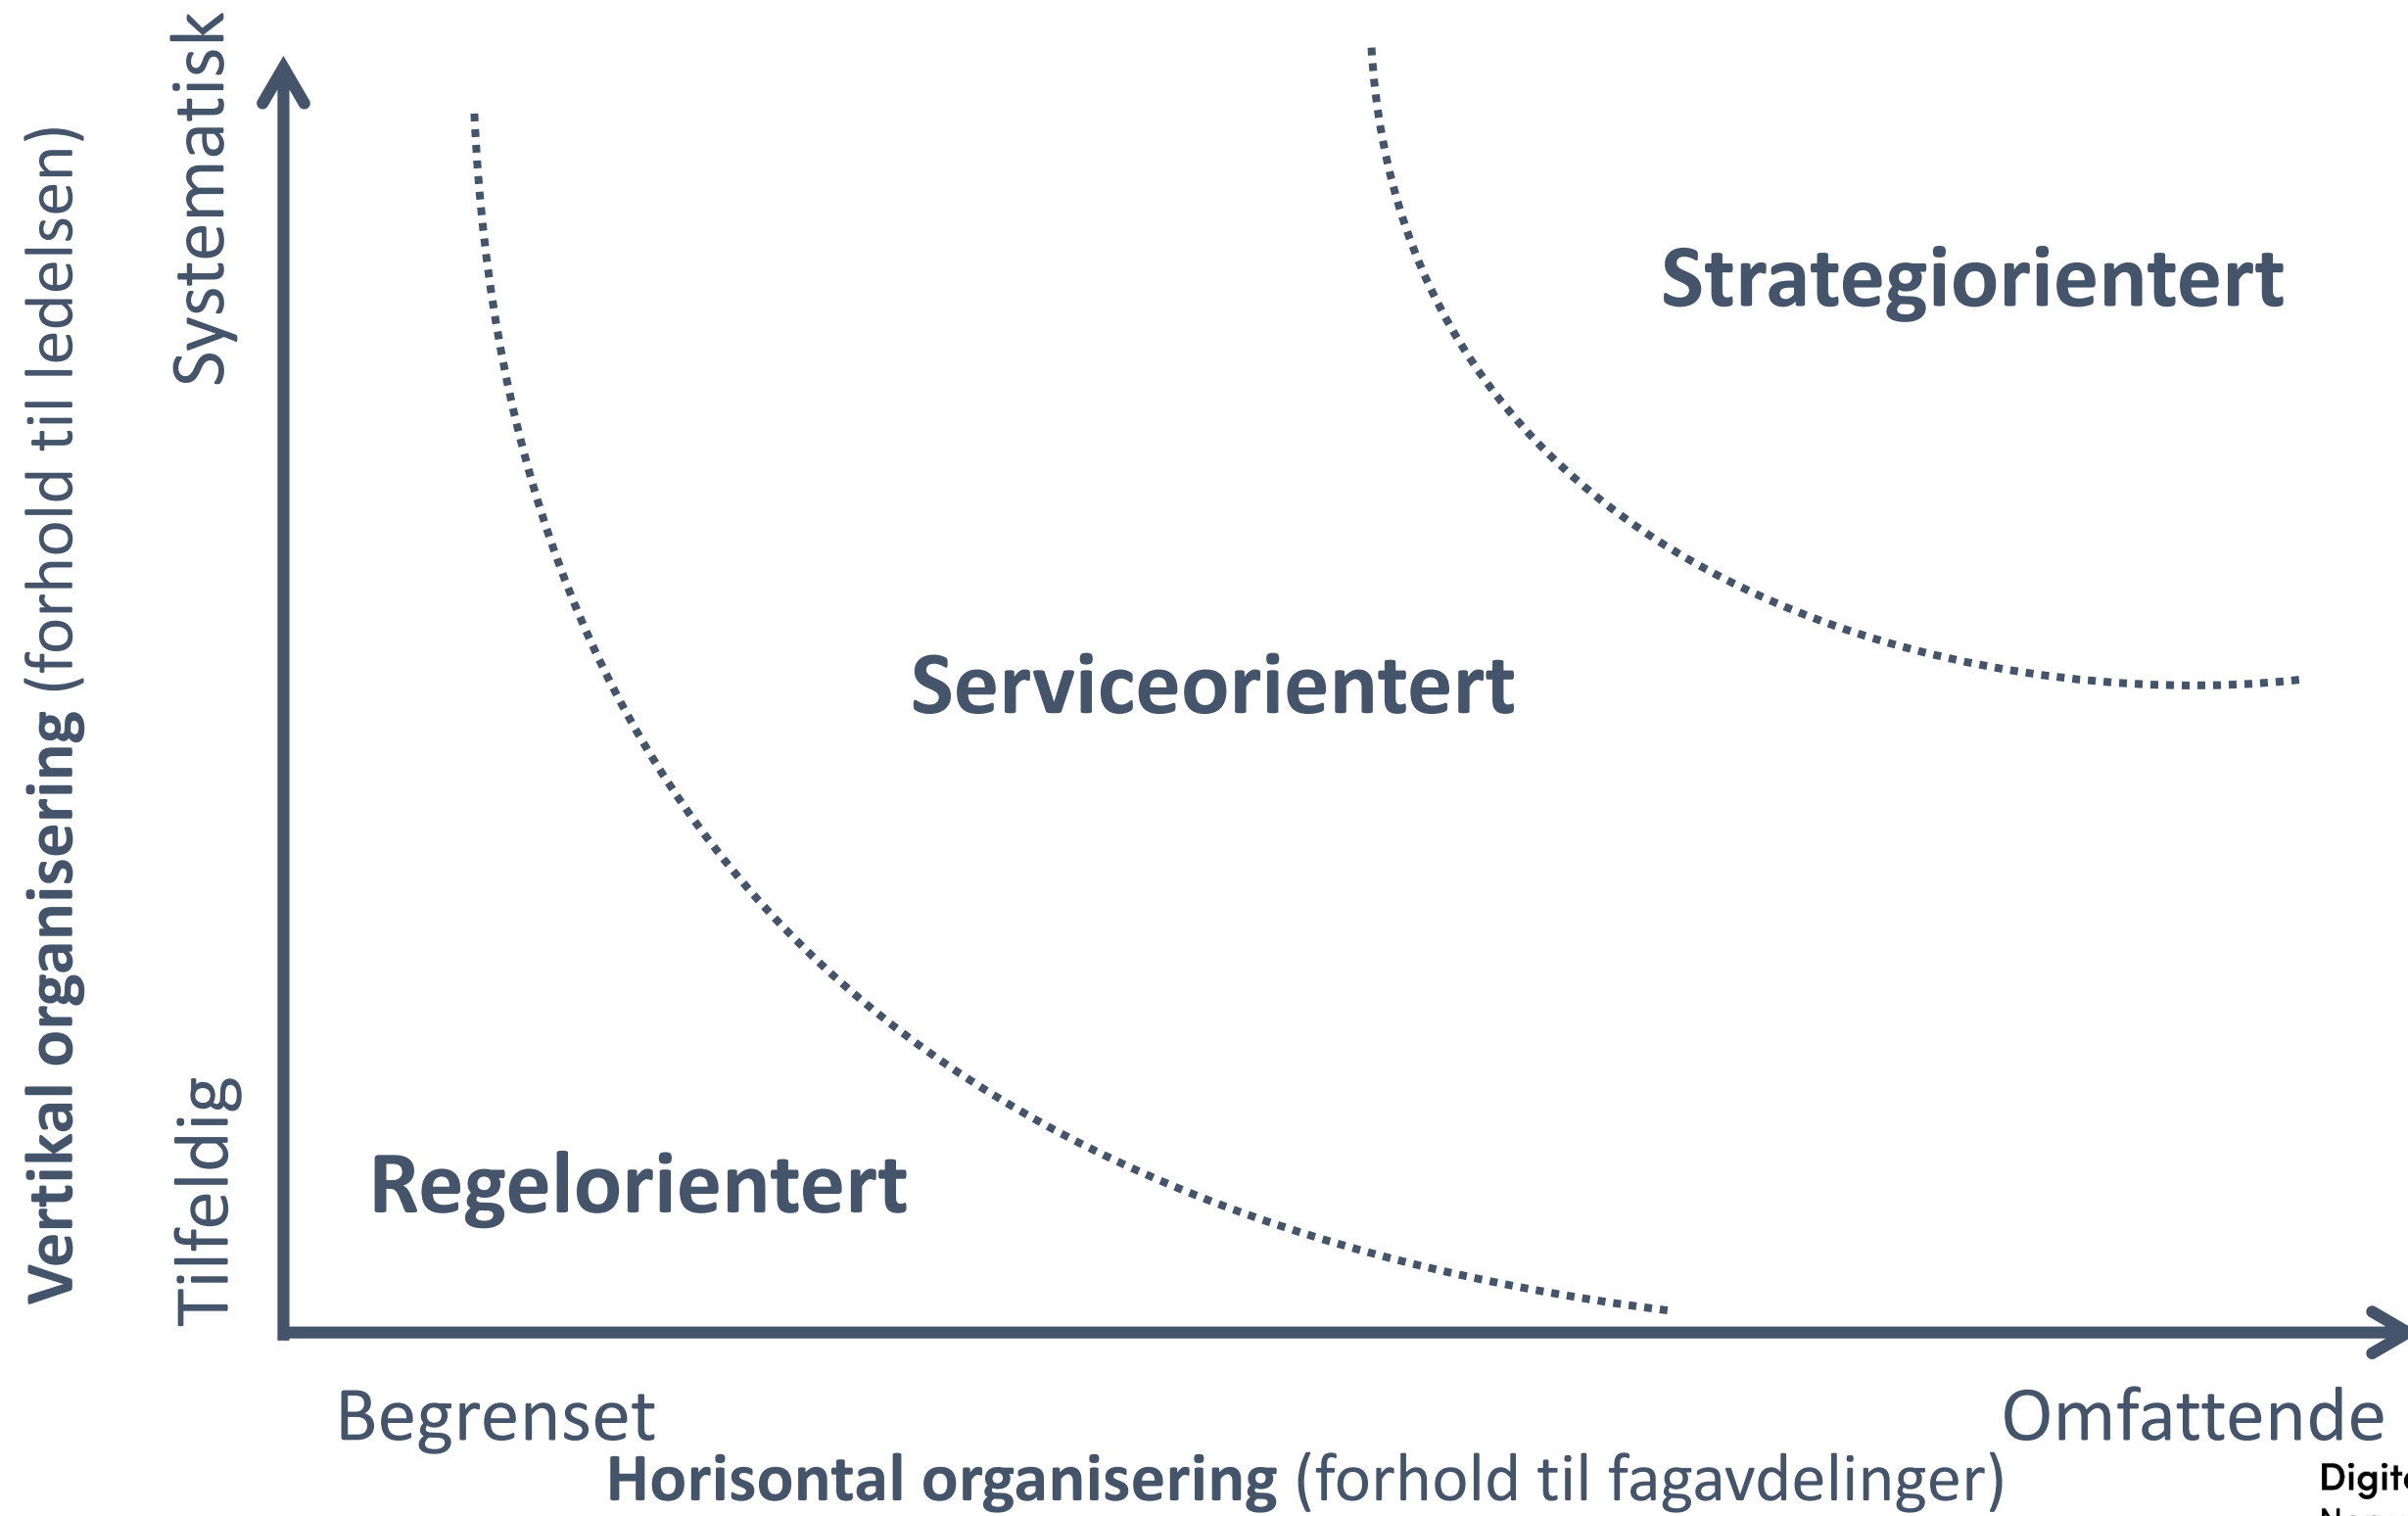 Systematisk
Vertikal organisering (forhold til ledelsen)
Strategiorientert
Serviceorientert
Regelorientert
Tilfeldig
Begrenset
Omfattende
Horisontal organisering (forhold til fagavdelinger)